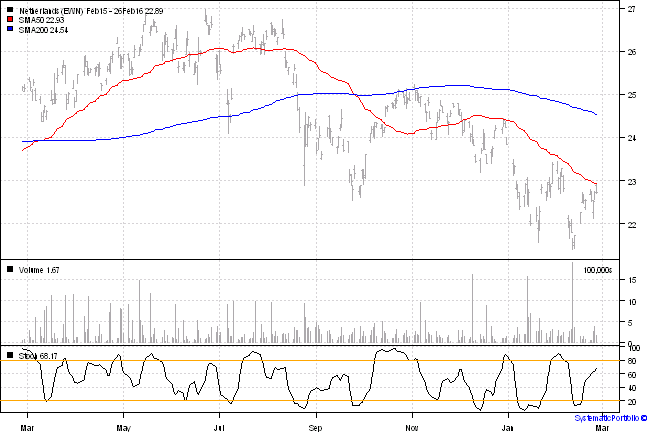 Netherlands (EWN) Feb15 - 26Feb16 22.89
SMA50 22.93
SMA200 24.54
27
26
25
24
23
22
Volume 1.67
100,000s
15
10
5
0
Stoch 68.17
100
80
60
40
20
Mar May Jul Sep Nov Jan Mar
SystematicPortfolio ©